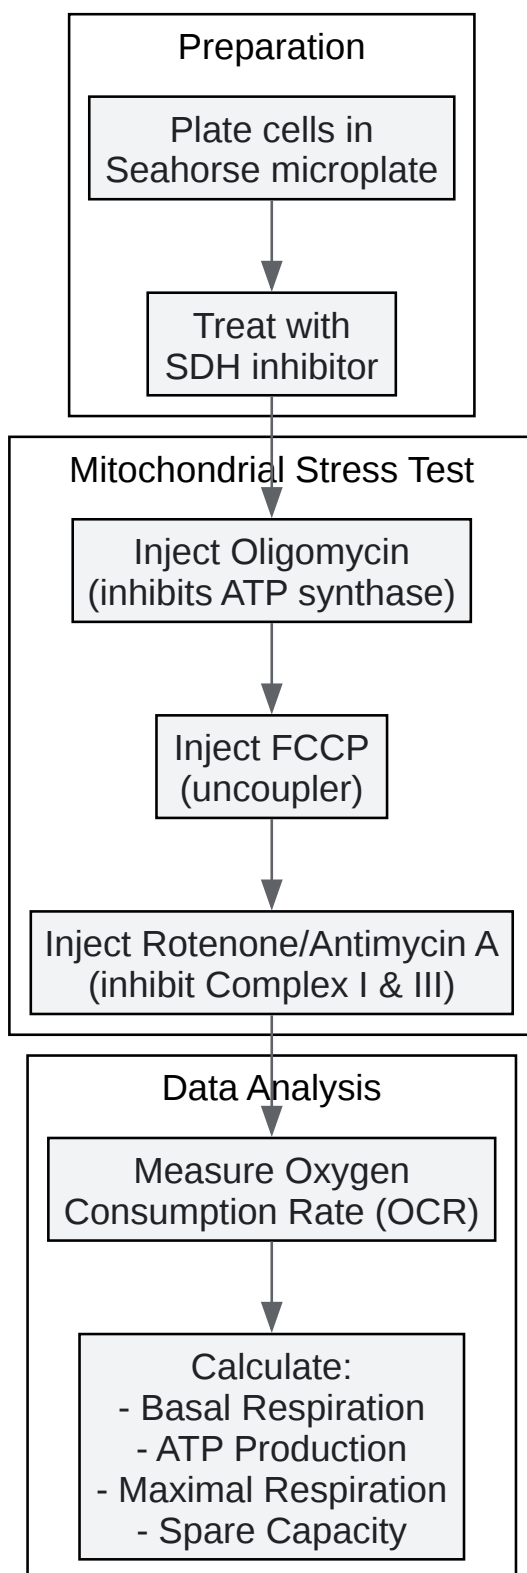 Preparation
Plate cells in
Seahorse microplate
Treat with
SDH inhibitor
Mitochondrial Stress Test
Inject Oligomycin
(inhibits ATP synthase)
Inject FCCP
(uncoupler)
Inject Rotenone/Antimycin A
(inhibit Complex I & III)
Data Analysis
Measure Oxygen
Consumption Rate (OCR)
Calculate:
- Basal Respiration
- ATP Production
- Maximal Respiration
- Spare Capacity